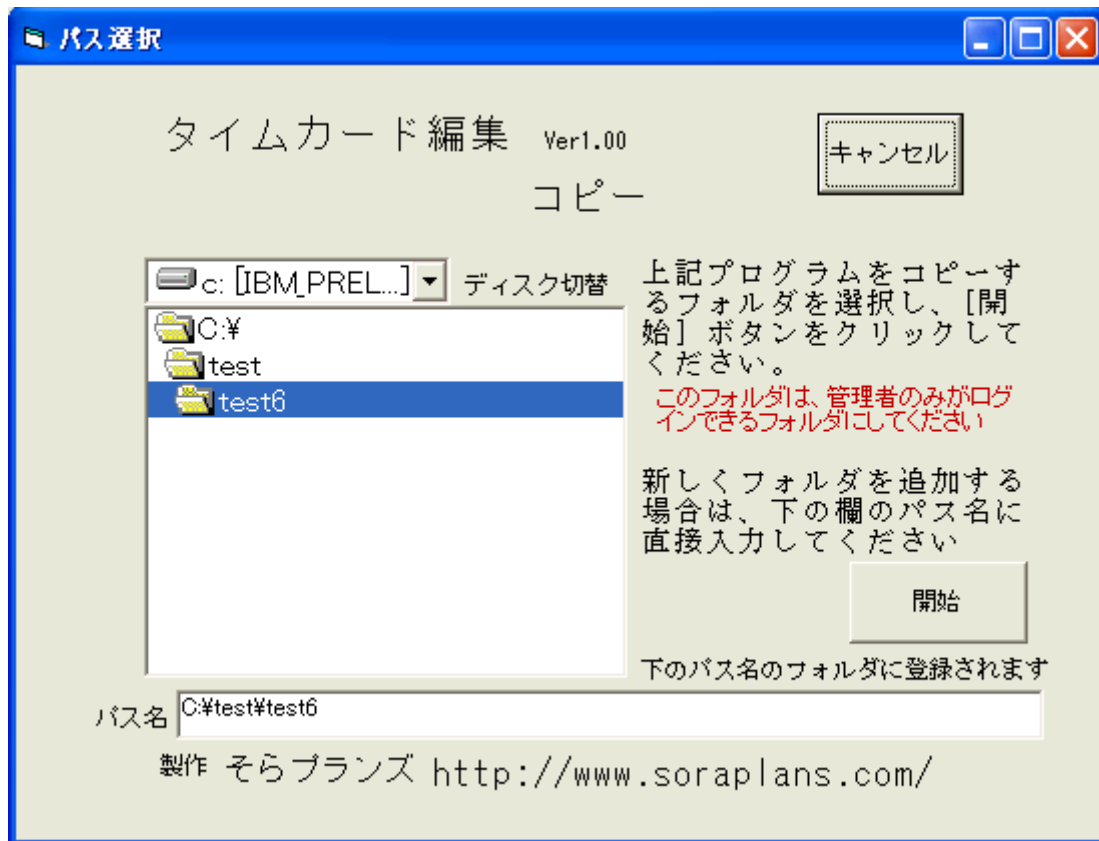 パス選択
タイムカード編集 Ver1.00
コピー
キャンセル
c: [IBM_PREL...]
ディスク切替
C:¥
test
test6
上記プログラムをコピーす
るフォルダを選択し、[開
始] ボタンをクリックして
ください。
このフォルダは、管理者のみがログ
インできるフォルダにしてください
新しくフォルダを追加する
場合は、下の欄のパス名に
直接入力してください
開始
下のパス名のフォルダに登録されます
パス名
C:¥test¥test6
製作 そらプランズ http://www.soraplans.com/